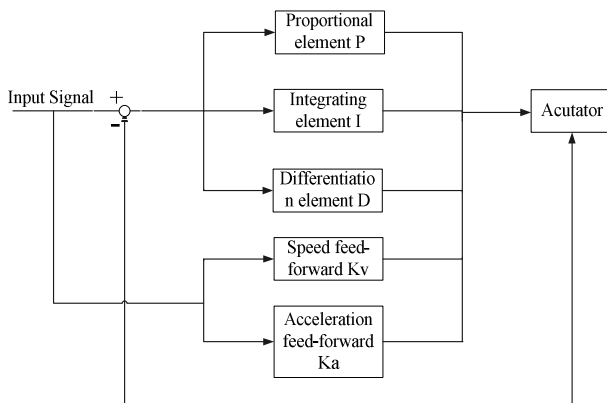 Proportional
element P
Input Signal
+
-
Integrating
element I
Acutator
Differentiatio
n element D
Speed feed-
forward Kv
Acceleration
feed-forward
Ka